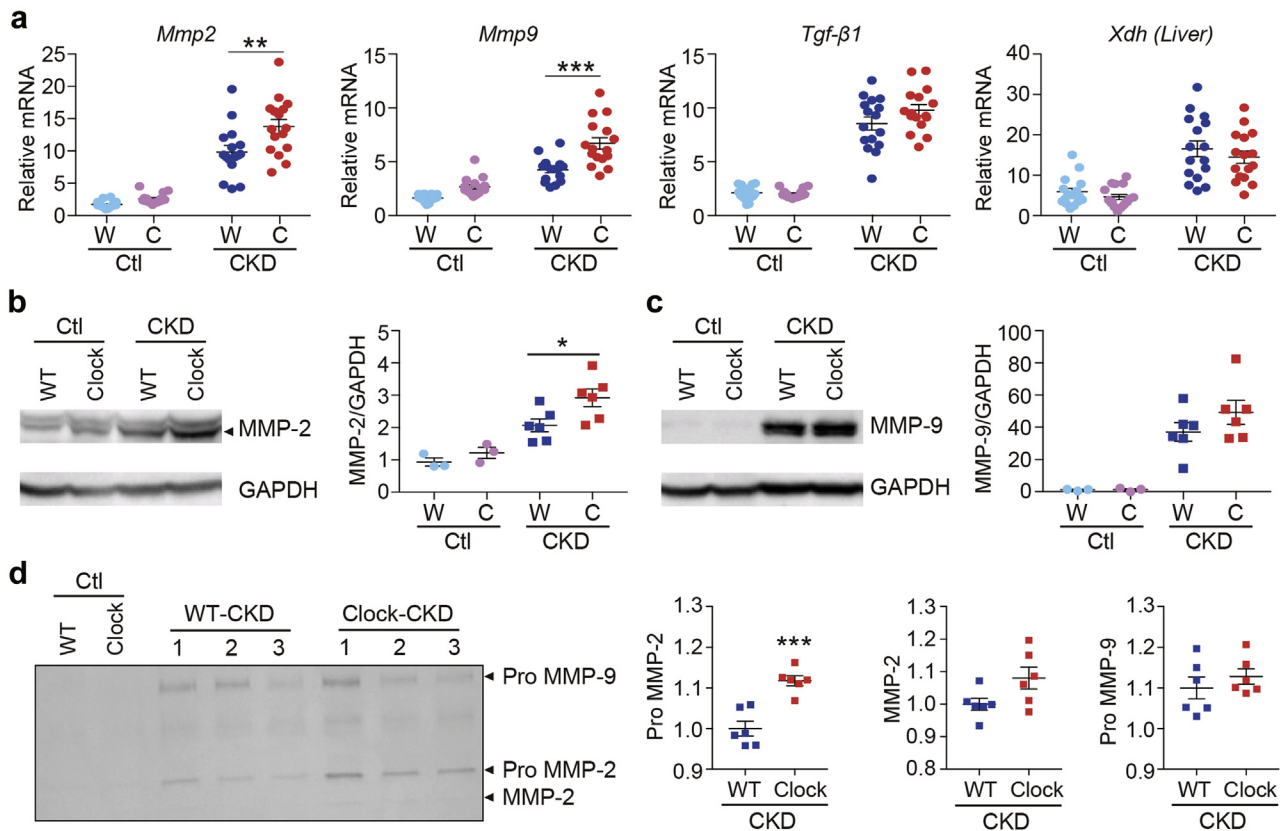 a
Mmp2
Mmp9
Tgf-β1
Xdh (Liver)
Relative mRNA
25
20
15
10
5
0
**
W C W C
Ctl CKD
Relative mRNA
15
10
5
0
***
W C W C
Ctl CKD
Relative mRNA
15
10
5
0
W C W C
Ctl CKD
Relative mRNA
40
30
20
10
0
W C W C
Ctl CKD
b
Ctl CKD
WT Clock WT Clock
MMP-2
GAPDH
MMP-2/GAPDH
5
4
3
2
1
0
*
W C W C
Ctl CKD
c
Ctl CKD
WT Clock WT Clock
MMP-9
GAPDH
MMP-9/GAPDH
100
80
60
40
20
0
W C W C
Ctl CKD
d
Ctl
WT Clock
WT-CKD Clock-CKD
1 2 3 1 2 3
Pro MMP-9
Pro MMP-2
MMP-2
Pro MMP-2
1.3
1.2
1.1
1.0
0.9
***
WT Clock
CKD
MMP-2
1.3
1.2
1.1
1.0
0.9
0.8
WT Clock
CKD
Pro MMP-9
1.3
1.2
1.1
1.0
0.9
WT Clock
CKD